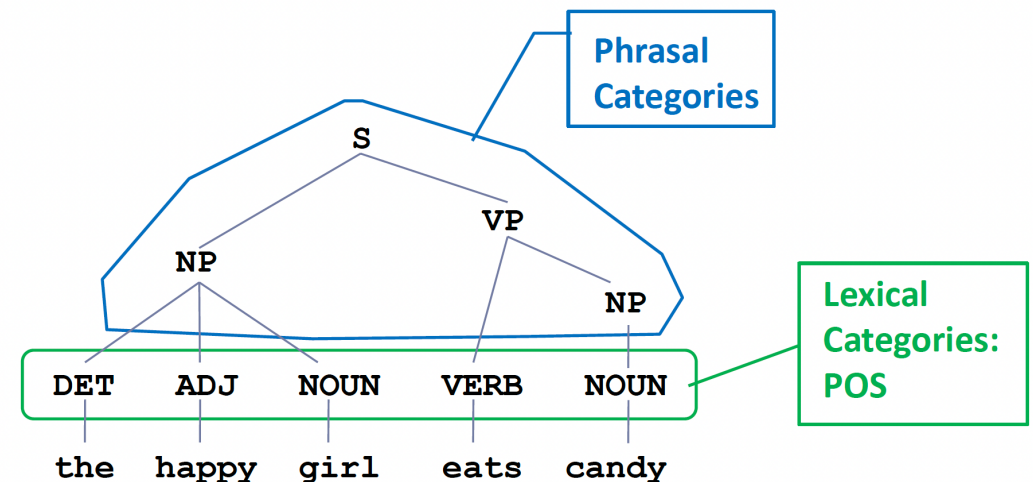 Phrasal
Categories
S
VP
NP
NP
Lexical
Categories:
POS
DET ADJ NOUN VERB NOUN
the happy girl eats candy